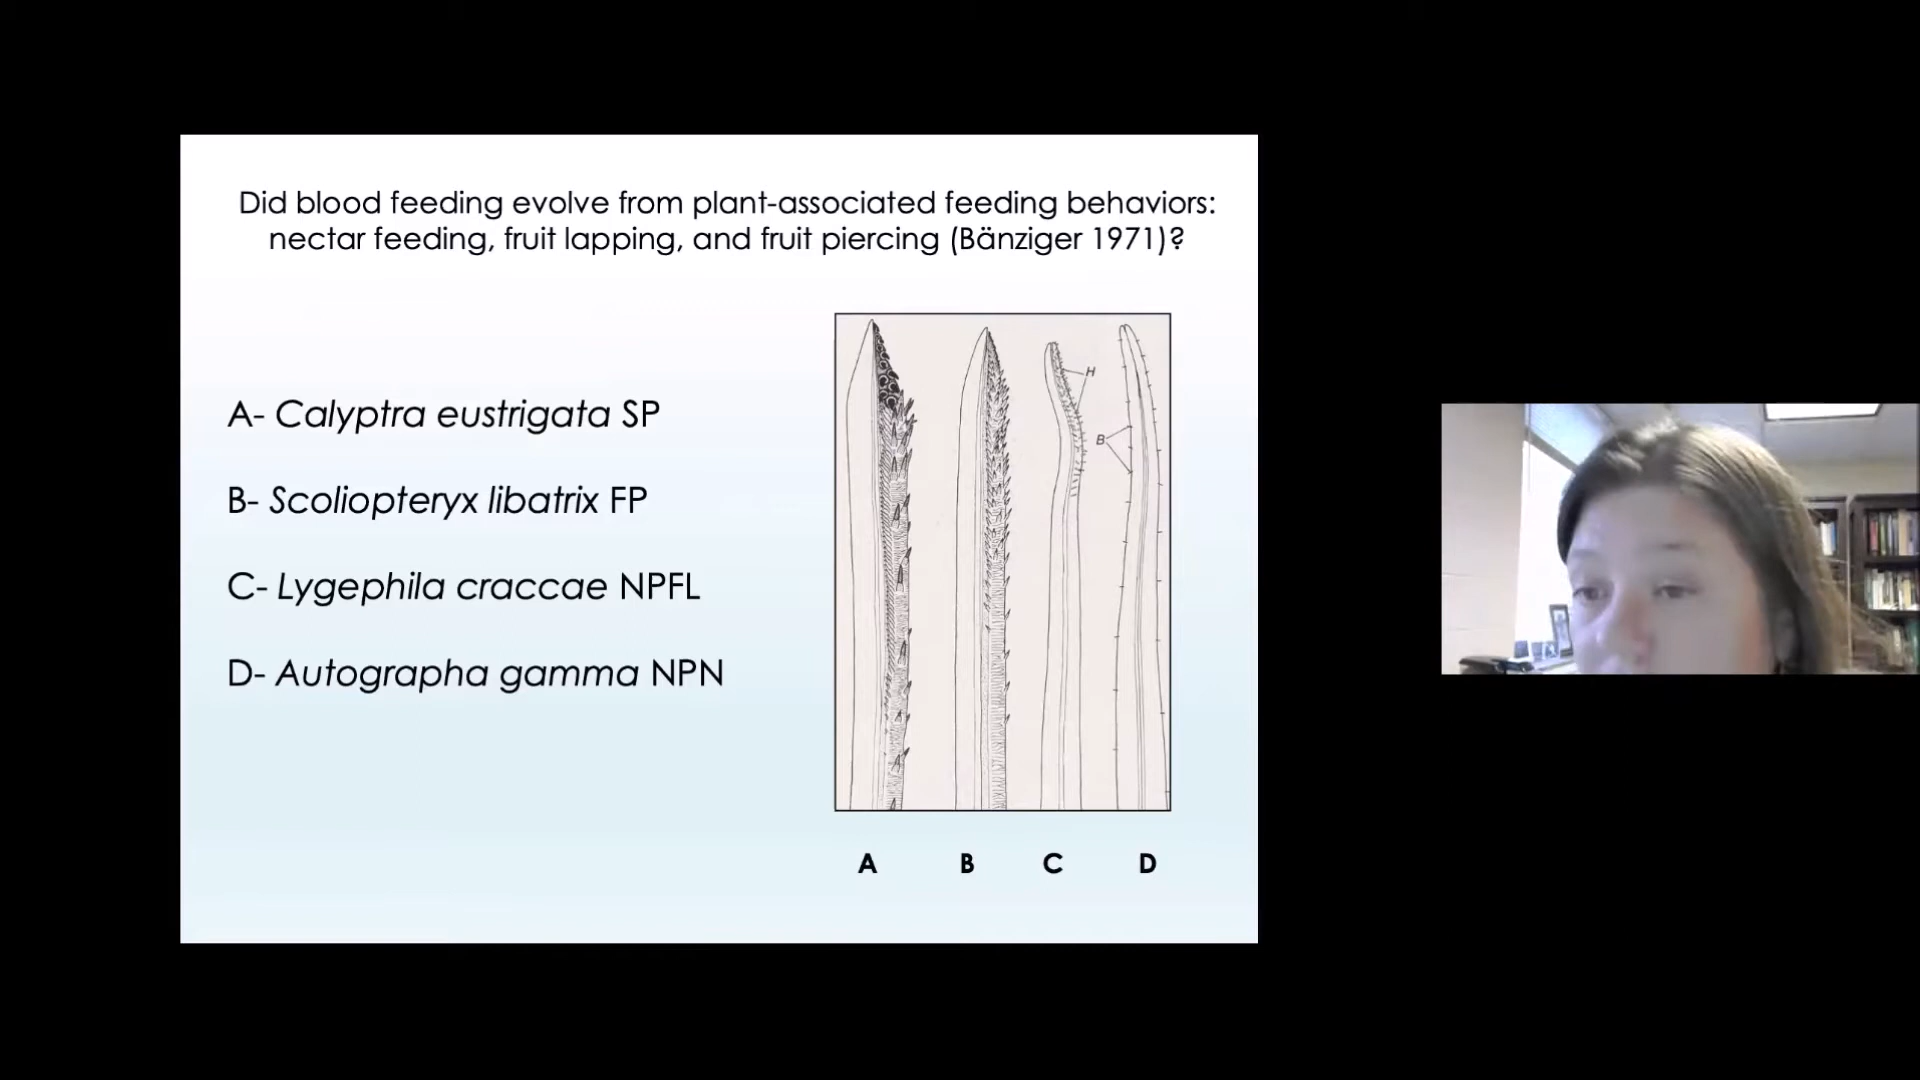 Did blood feeding evolve from plant-associated feeding behaviors:
nectar feeding, fruit lapping, and fruit piercing (Bänziger 1971)?
A- Calyptra eustrigata SP
B- Scoliopteryx libatrix FP
C- Lygephila craccae NPFL
D- Autographa gamma NPN
H
B
A B C D